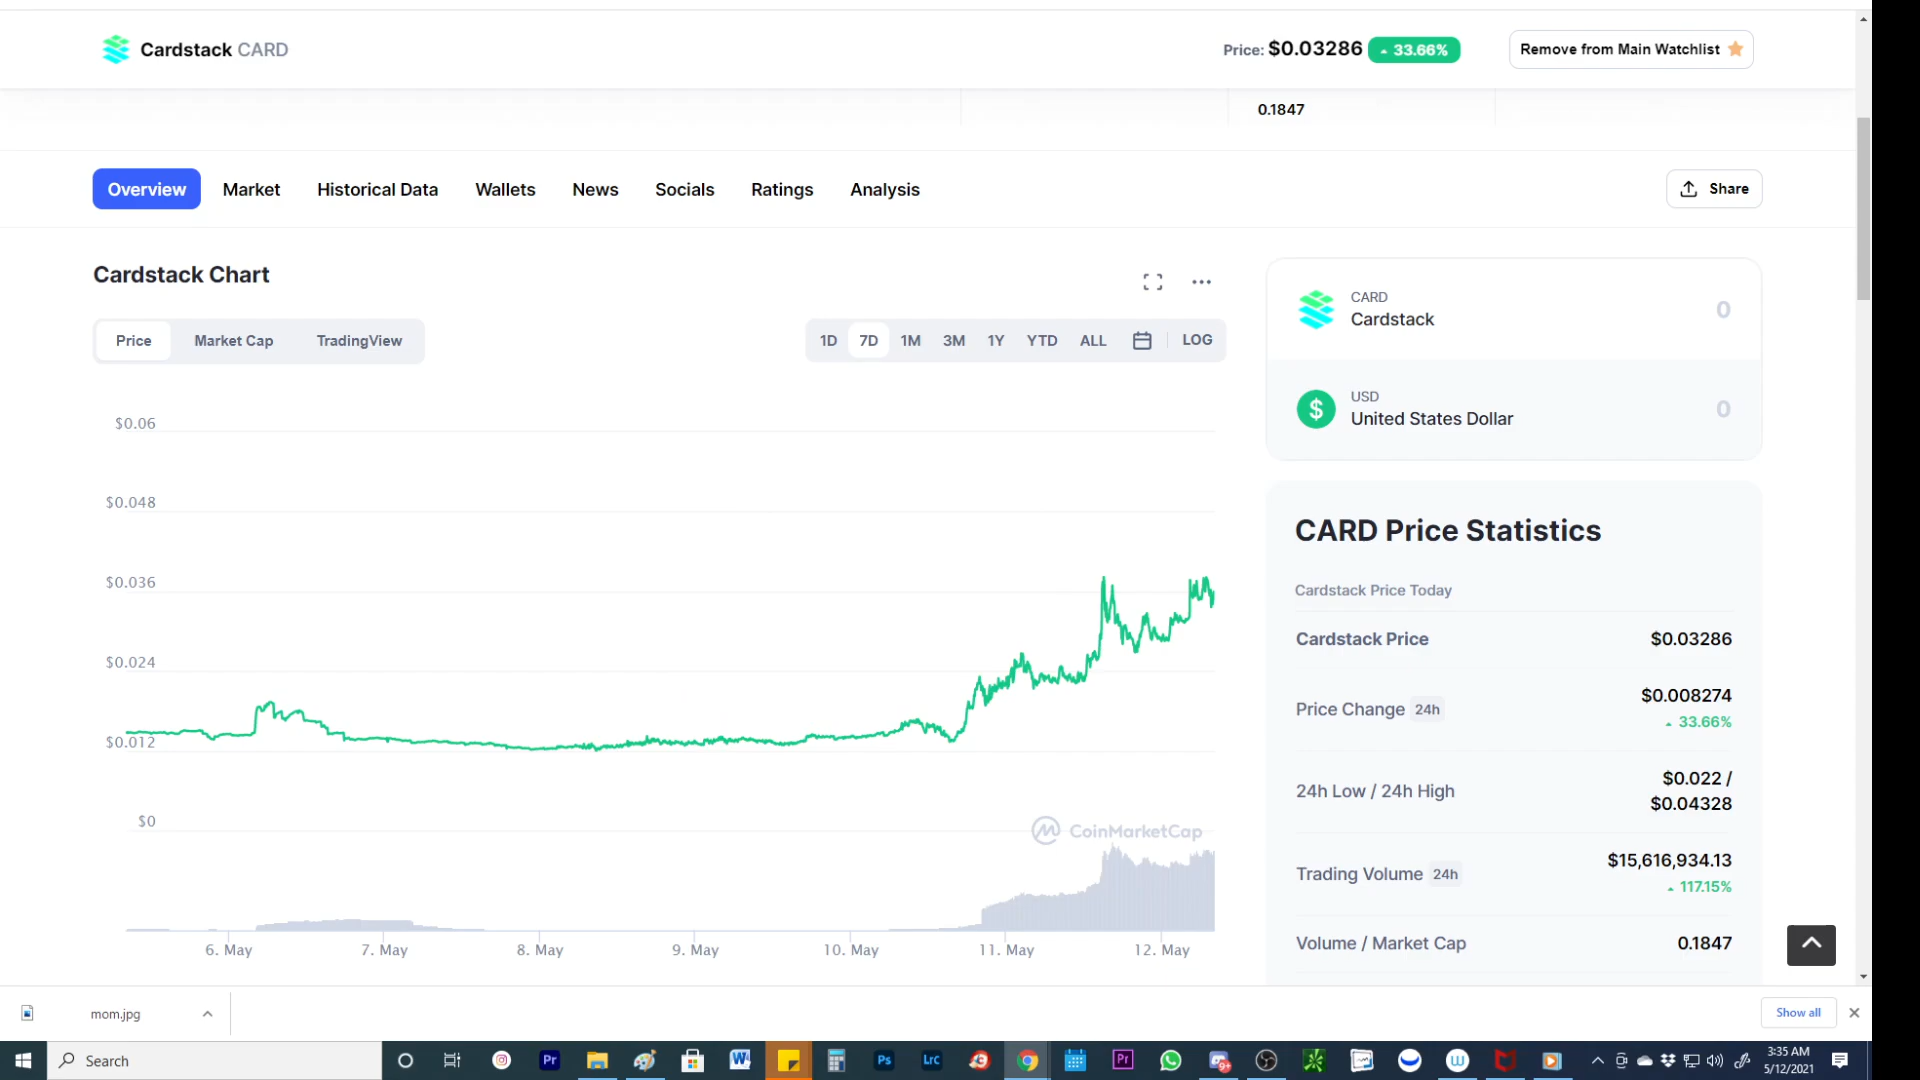 Cardstack CARD
Price: $0.03286 33.66%
Remove from Main Watchlist
0.1847
Overview Market Historical Data Wallets News Socials Ratings Analysis
Share
Cardstack Chart
Price Market Cap TradingView
1D 7D 1M 3M 1Y YTD ALL LOG
$0.06
$0.048
$0.036
$0.024
$0.012
$0
CoinMarketCap
6. May 7. May 8. May 9. May 10. May 11. May 12. May
CARD
Cardstack
0
USD
United States Dollar
0
CARD Price Statistics
Cardstack Price Today
Cardstack Price $0.03286
Price Change 24h $0.008274
33.66%
24h Low / 24h High $0.022 /
$0.04328
Trading Volume 24h $15,616,934.13
117.15%
Volume / Market Cap 0.1847
mom.jpg
Show all
Search
Pr
W
Ps
LrC
Pr
9+
W
3:35 AM
5/12/2021